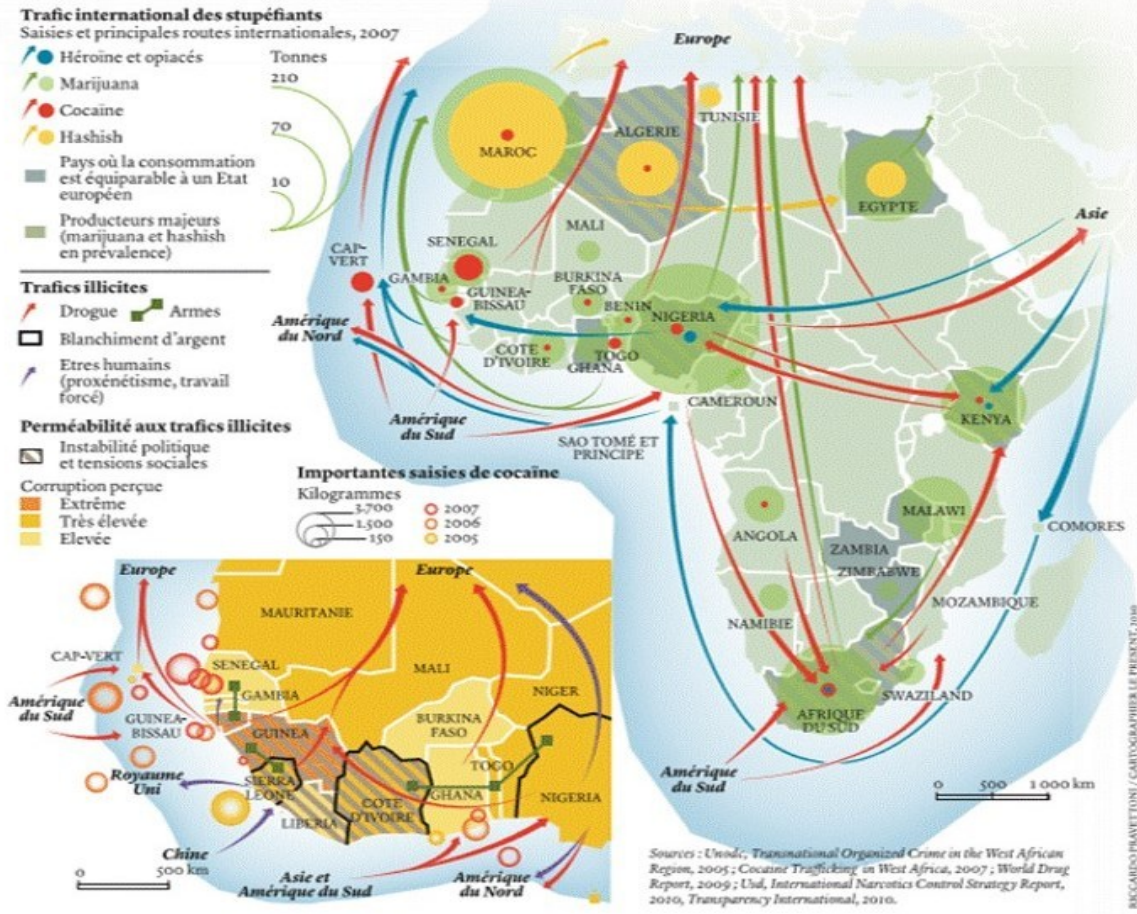 Trafic international des stupéfiants
Saisies et principales routes internationales, 2007
Héroïne et opiacés
Marijuana
Cocaïne
Hashish
Pays où la consommation
est équiparable à un Etat
européen
Producteurs majeurs
(marijuana et hashish
en prévalence)
Tonnes
210
70
10
Trafics illicites
Drogue
Armes
Blanchiment d'argent
Etres humains
(proxénétisme, travail
forcé)
Perméabilité aux trafics illicites
Instabilité politique
et tensions sociales
Corruption perçue
Extrême
Très élevée
Elevée
Importantes saisies de cocaïne
Kilogrammes
3.700
1.500
150
2007
2006
2005
Europe
MAROC
ALGERIE
TUNISIE
EGYPTE
Asie
MALI
CAP-
VERT
SENEGAL
GAMBIA
GUINEA-
BISSAU
BURKINA
FASO
BENIN
NIGERIA
Amérique
du Nord
COTE
D'IVOIRE
TOGO
GHANA
CAMEROUN
KENYA
Amérique
du Sud
SAO TOMÉ ET
PRINCIPE
ANGOLA
MALAWI
COMORES
ZAMBIA
ZIMBABWE
MOZAMBIQUE
NAMIBIE
SWAZILAND
AFRIQUE
DU SUD
Amérique
du Sud
0 500 1 000 km
Europe
Europe
MAURITANIE
CAP-VERT
SENEGAL
GAMBIA
MALI
NIGER
Amérique
du Sud
GUINEA-
BISSAU
GUINEA
BURKINA
FASO
TOGO
Royaume
Uni
SIERRA
LEONE
GHANA
NIGERIA
LIBERIA
COTE
D'IVOIRE
Chine
0 500 km
Asie et
Amérique du Sud
Amérique
du Nord
Sources : Unodc, Transnational Organized Crime in the West African
Region, 2005 ; Cocaine Trafficking in West Africa, 2007 ; World Drug
Report, 2009 ; Usd, International Narcotics Control Strategy Report,
2010, Transparency International, 2010.
RICCARDO PRAVETTONI / CARTOGRAPHIER LE PRESENT, 2010